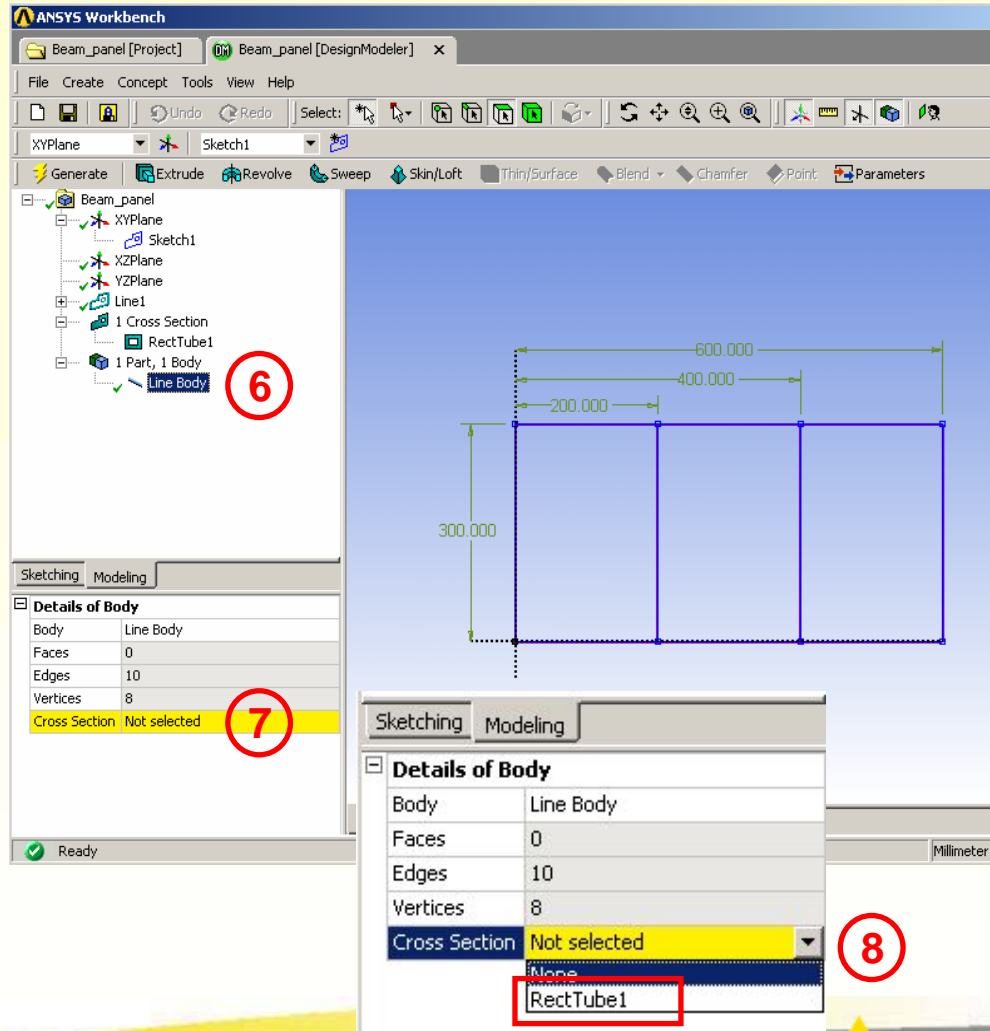 ANSYS Workbench
Beam_panel [Project] DM Beam_panel [DesignModeler] ×
File Create Concept Tools View Help
Undo Redo Select:
XYPlane Sketch1
Generate Extrude Revolve Sweep Skin/Loft Thin/Surface Blend Chamfer Point Parameters
Beam_panel
XYPlane
Sketch1
XZPlane
YZPlane
Line1
1 Cross Section
RectTube1
1 Part, 1 Body
Line Body
6
600.000
400.000
200.000
300.000
Sketching Modeling
Details of Body
Body Line Body
Faces 0
Edges 10
Vertices 8
Cross Section Not selected
7
Ready
Millimeter
Sketching Modeling
Details of Body
Body Line Body
Faces 0
Edges 10
Vertices 8
Cross Section Not selected
8
None
RectTube1